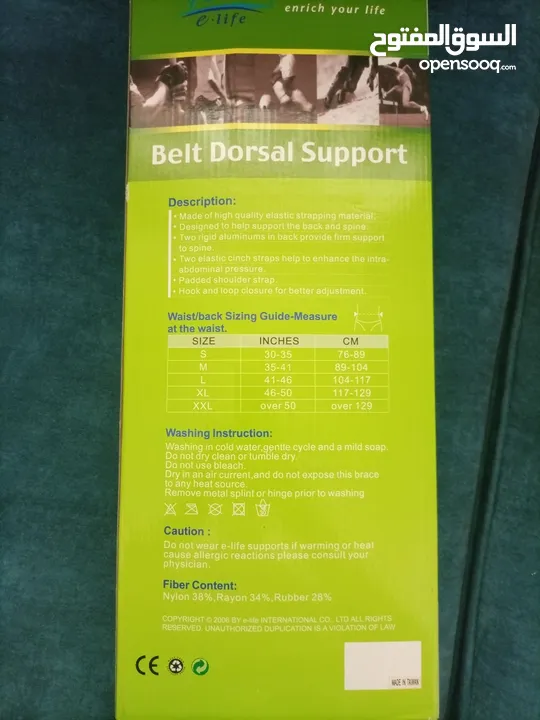 e-life
enrich your life
السوق المفتوح
opensooq.com
Belt Dorsal Support
Description:
• Made of high quality elastic strapping material.
• Designed to help support the back and spine.
• Two rigid aluminums in back provide firm support
to spine.
• Two elastic cinch straps help to enhance the intra-
abdominal pressure.
• Padded shoulder strap.
• Hook and loop closure for better adjustment.
Waist/back Sizing Guide-Measure
at the waist.
SIZE INCHES CM
S 30-35 76-89
M 35-41 89-104
L 41-46 104-117
XL 46-50 117-129
XXL over 50 over 129
Washing Instruction:
Washing in cold water,gentle cycle and a mild soap.
Do not dry clean or tumble dry.
Do not use bleach.
Dry in an air current,and do not expose this brace
to any heat source.
Remove metal splint or hinge prior to washing
Caution :
Do not wear e-life supports if warming or heat
cause allergic reactions please consult your
physician.
Fiber Content:
Nylon 38%,Rayon 34%,Rubber 28%
COPYRIGHT © 2006 BY e-life INTERNATIONAL CO., LTD ALL RIGHTS
RESERVED. UNAUTHORIZED DUPLICATION IS A VIOLATION OF LAW
CE
MADE IN TAIWAN